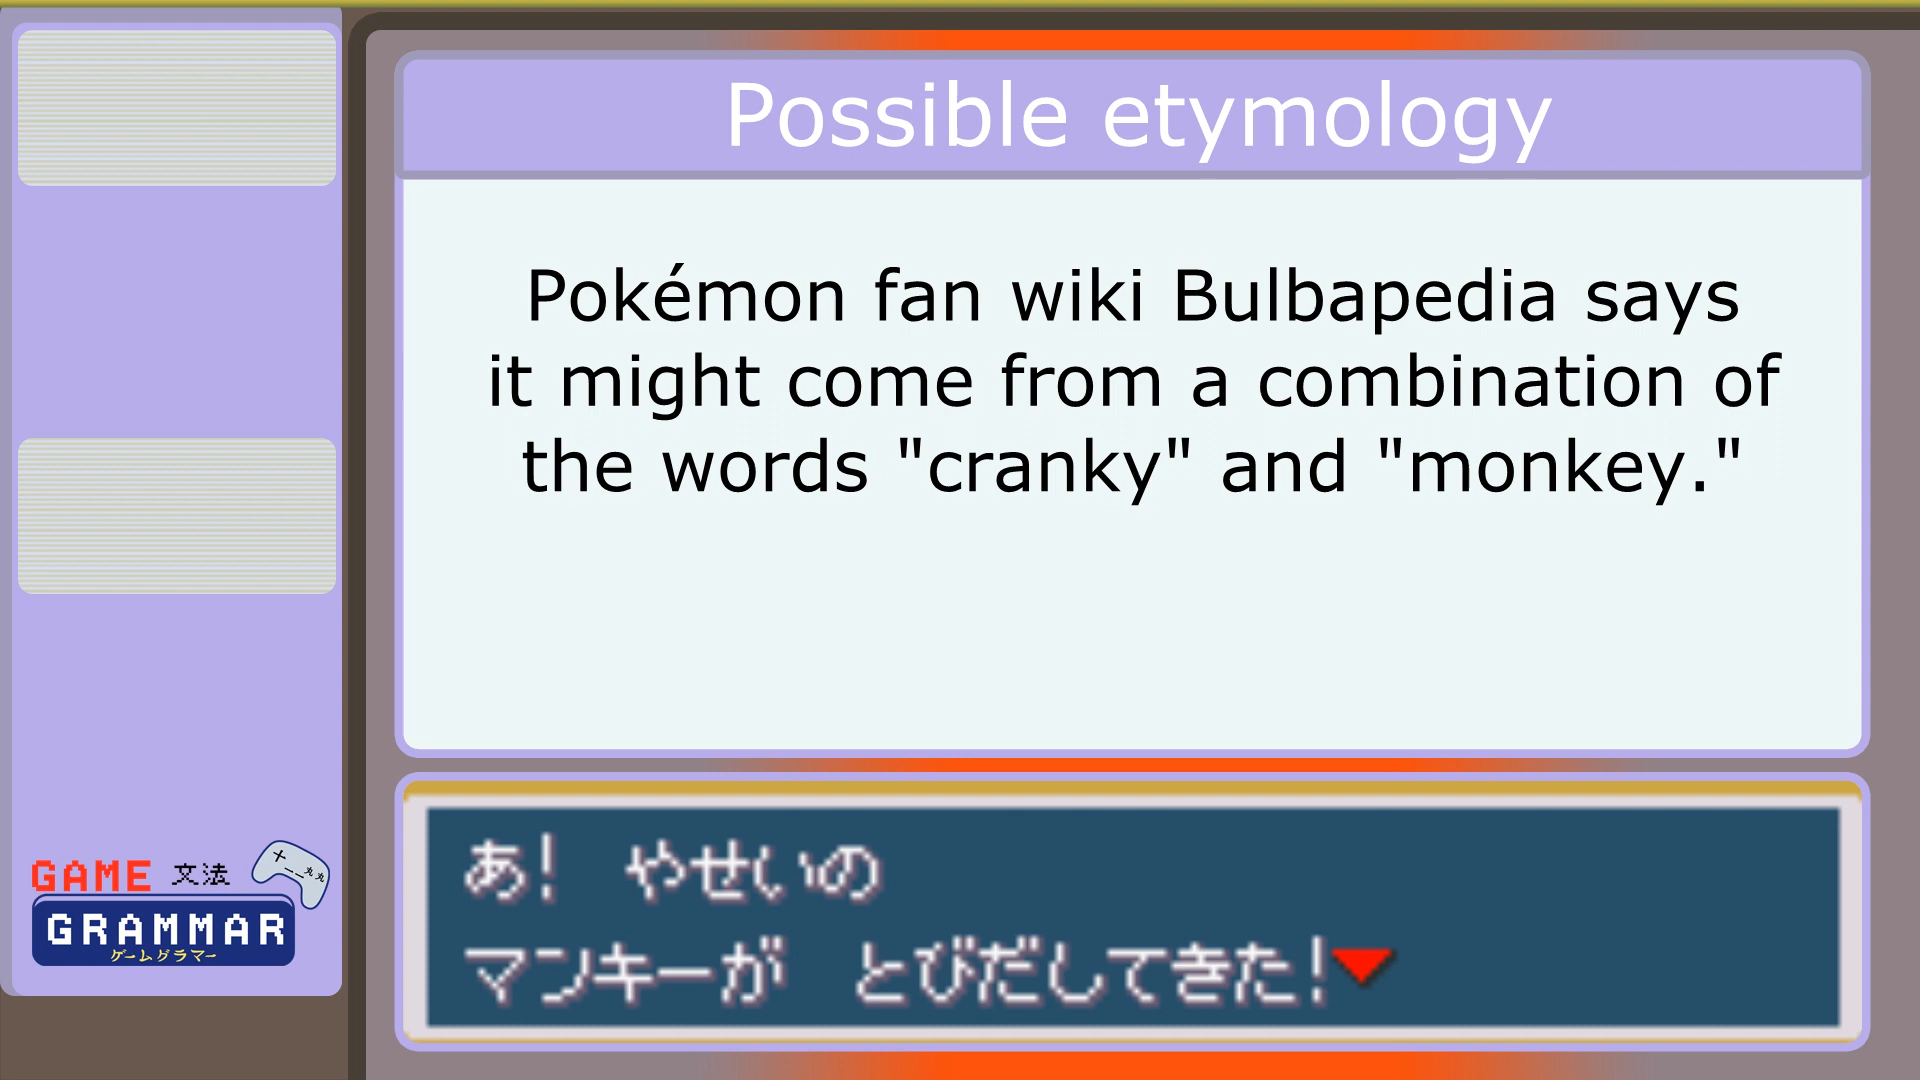 Possible etymology
Pokémon fan wiki Bulbapedia says
it might come from a combination of
the words "cranky" and "monkey."
あ! やせいの
マンキーが とびだしてきた!
GAME 文法
GRAMMAR
ゲームグラマー